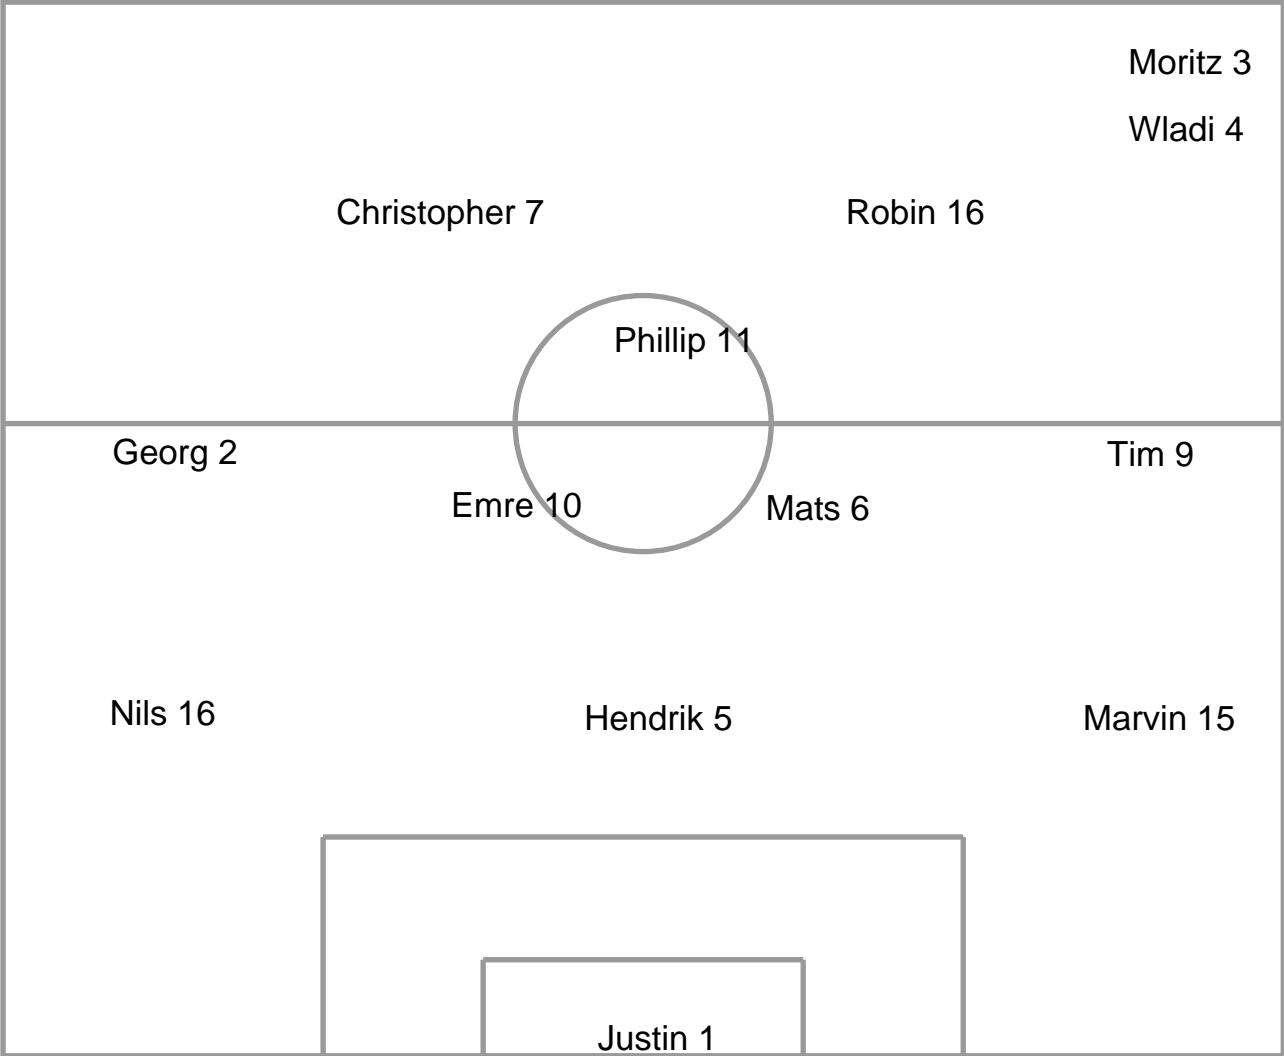 Moritz 3
Wladi 4
Christopher 7
Robin 16
Phillip 11
Georg 2
Tim 9
Emre 10
Mats 6
Nils 16
Hendrik 5
Marvin 15
Justin 1